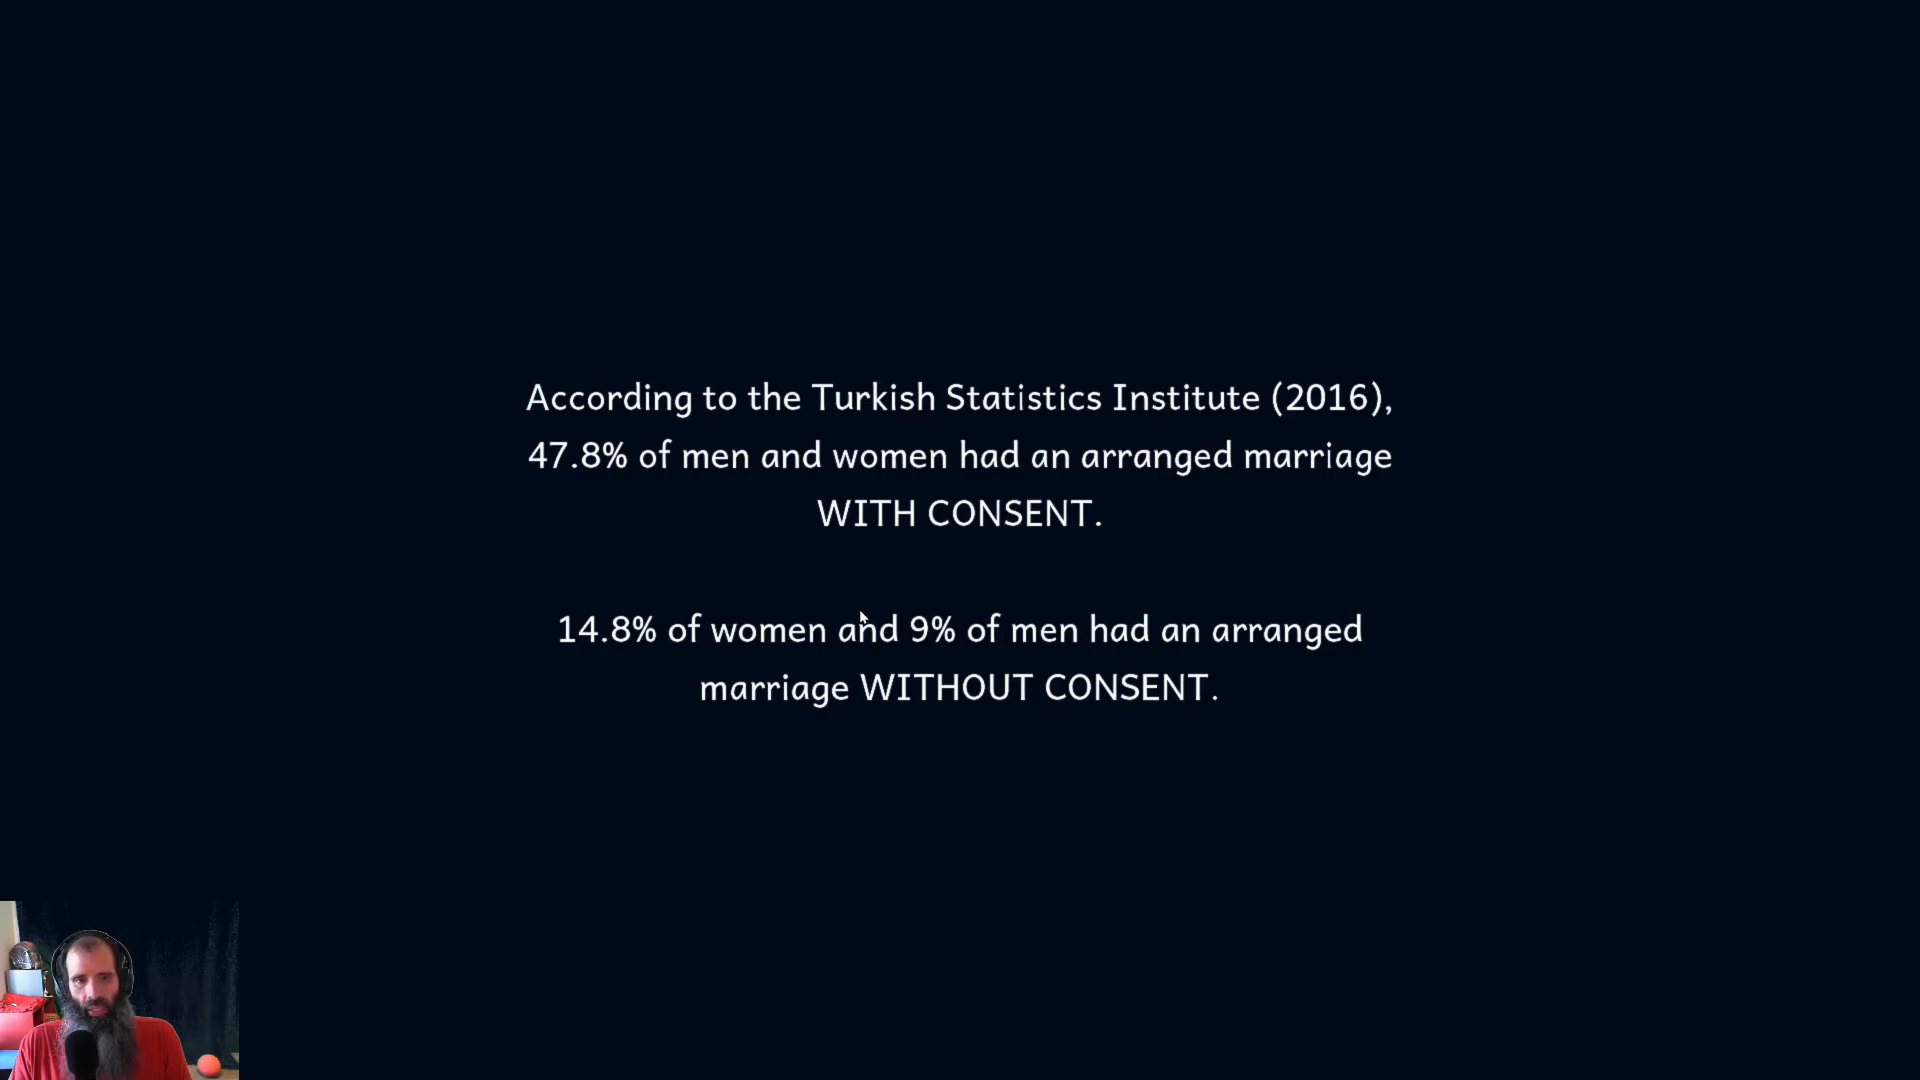 According to the Turkish Statistics Institute (2016),
47.8% of men and women had an arranged marriage
WITH CONSENT.
14.8% of women and 9% of men had an arranged
marriage WITHOUT CONSENT.